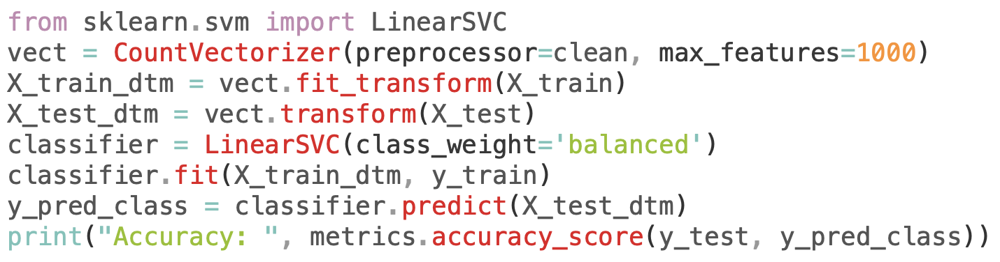 from sklearn.svm import LinearSVC
vect = CountVectorizer(preprocessor=clean, max_features=1000)
X_train_dtm = vect.fit_transform(X_train)
X_test_dtm = vect.transform(X_test)
classifier = LinearSVC(class_weight='balanced')
classifier.fit(X_train_dtm, y_train)
y_pred_class = classifier.predict(X_test_dtm)
print("Accuracy: ", metrics.accuracy_score(y_test, y_pred_class))